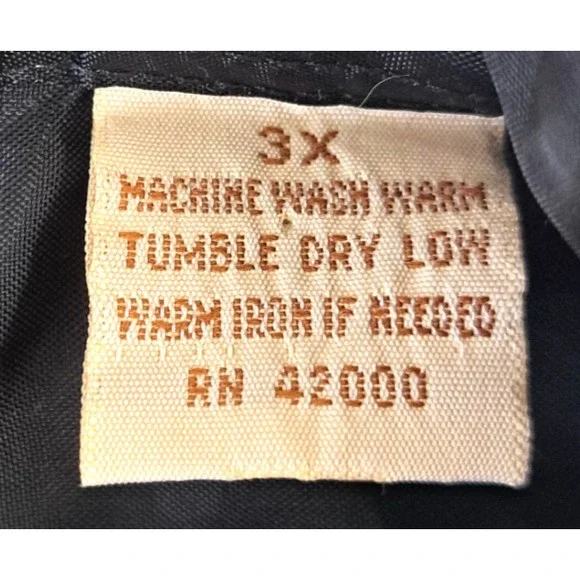 3X
MACHINE WASH WARM
TUMBLE DRY LOW
WARM IRON IF NEEDED
RN 42000